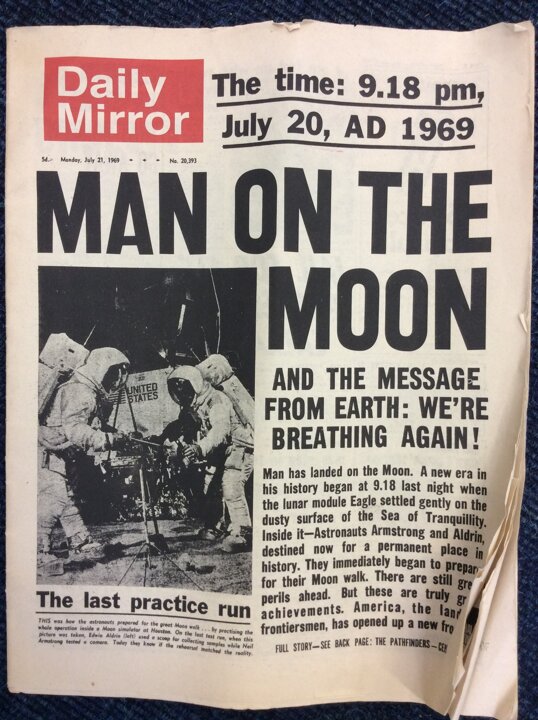 Daily
Mirror
The time: 9.18 pm,
July 20, AD 1969
5d. Monday, July 21, 1969 No. 20,393
MAN ON THE
MOON
UNITED
STATES
AND THE MESSAGE
FROM EARTH: WE'RE
BREATHING AGAIN!
Man has landed on the Moon. A new era in
his history began at 9.18 last night when
the lunar module Eagle settled gently on the
dusty surface of the Sea of Tranquillity.
Inside it—Astronauts Armstrong and Aldrin,
destined now for a permanent place in
history. They immediately began to prepar
for their Moon walk. There are still gre
perils ahead. But these are truly gr
achievements. America, the land
frontiersmen, has opened up a new fro
FULL STORY—SEE BACK PAGE: THE PATHFINDERS—CEN
The last practice run
THIS was how the astronauts prepared for the great Moon walk . . . by practising the
whole operation inside a Moon simulator at Houston. On the last test run, when this
picture was taken, Edwin Aldrin (left) used a scoop for collecting samples while Neil
Armstrong tested a camera. Today they know if the rehearsal matched the reality.